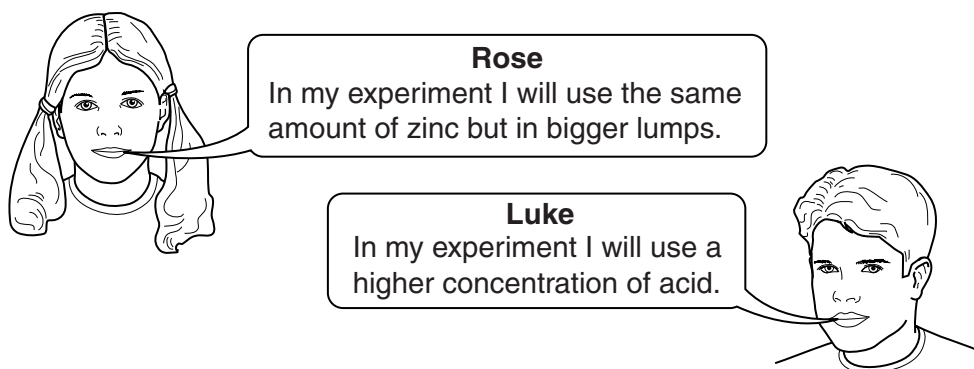 Rose
In my experiment I will use the same
amount of zinc but in bigger lumps.
Luke
In my experiment I will use a
higher concentration of acid.